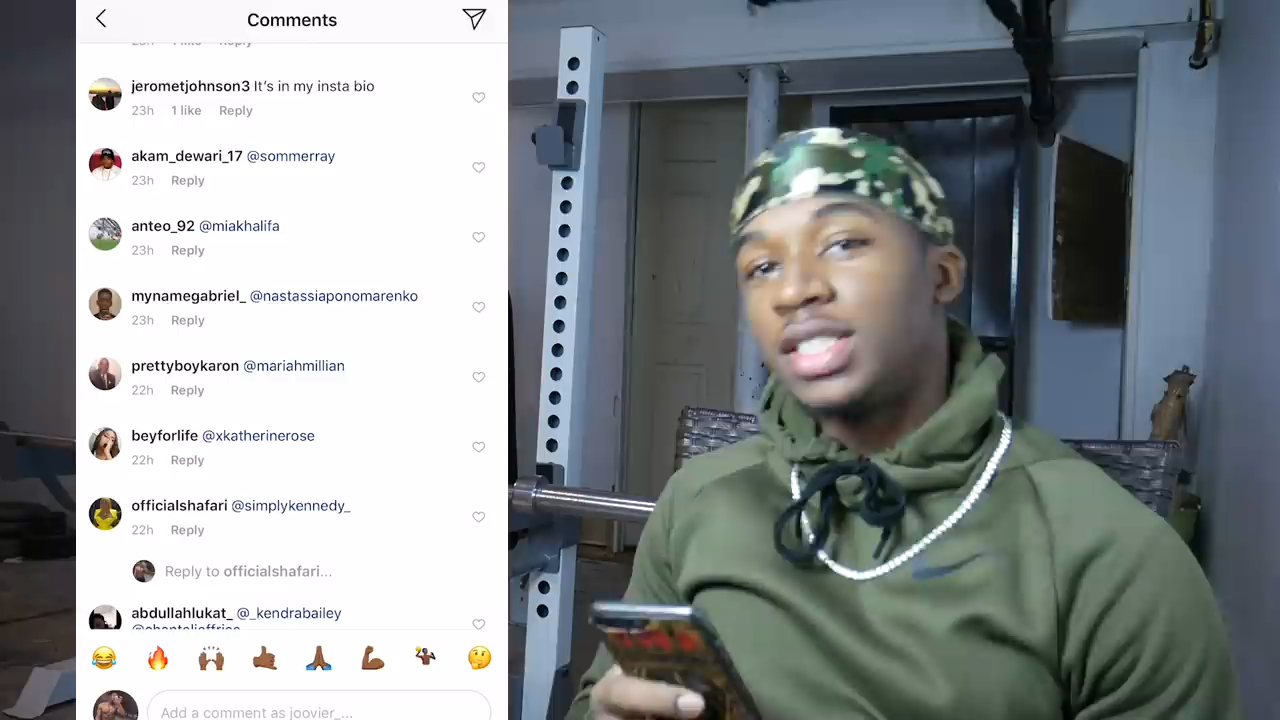 Comments
jerometjohnson3 It's in my insta bio
23h 1 like Reply
akam_dewari_17 @sommerray
23h Reply
anteo_92 @miakhalifa
23h Reply
mynamegabriel_ @nastassiaponomarenko
23h Reply
prettyboykaron @mariahmillian
22h Reply
beyforlife @xkatherinerose
22h Reply
officialshafari @simplykennedy_
22h Reply
Reply to officialshafari...
abdullahlukat_ @_kendrabailey
Add a comment as joovier_...